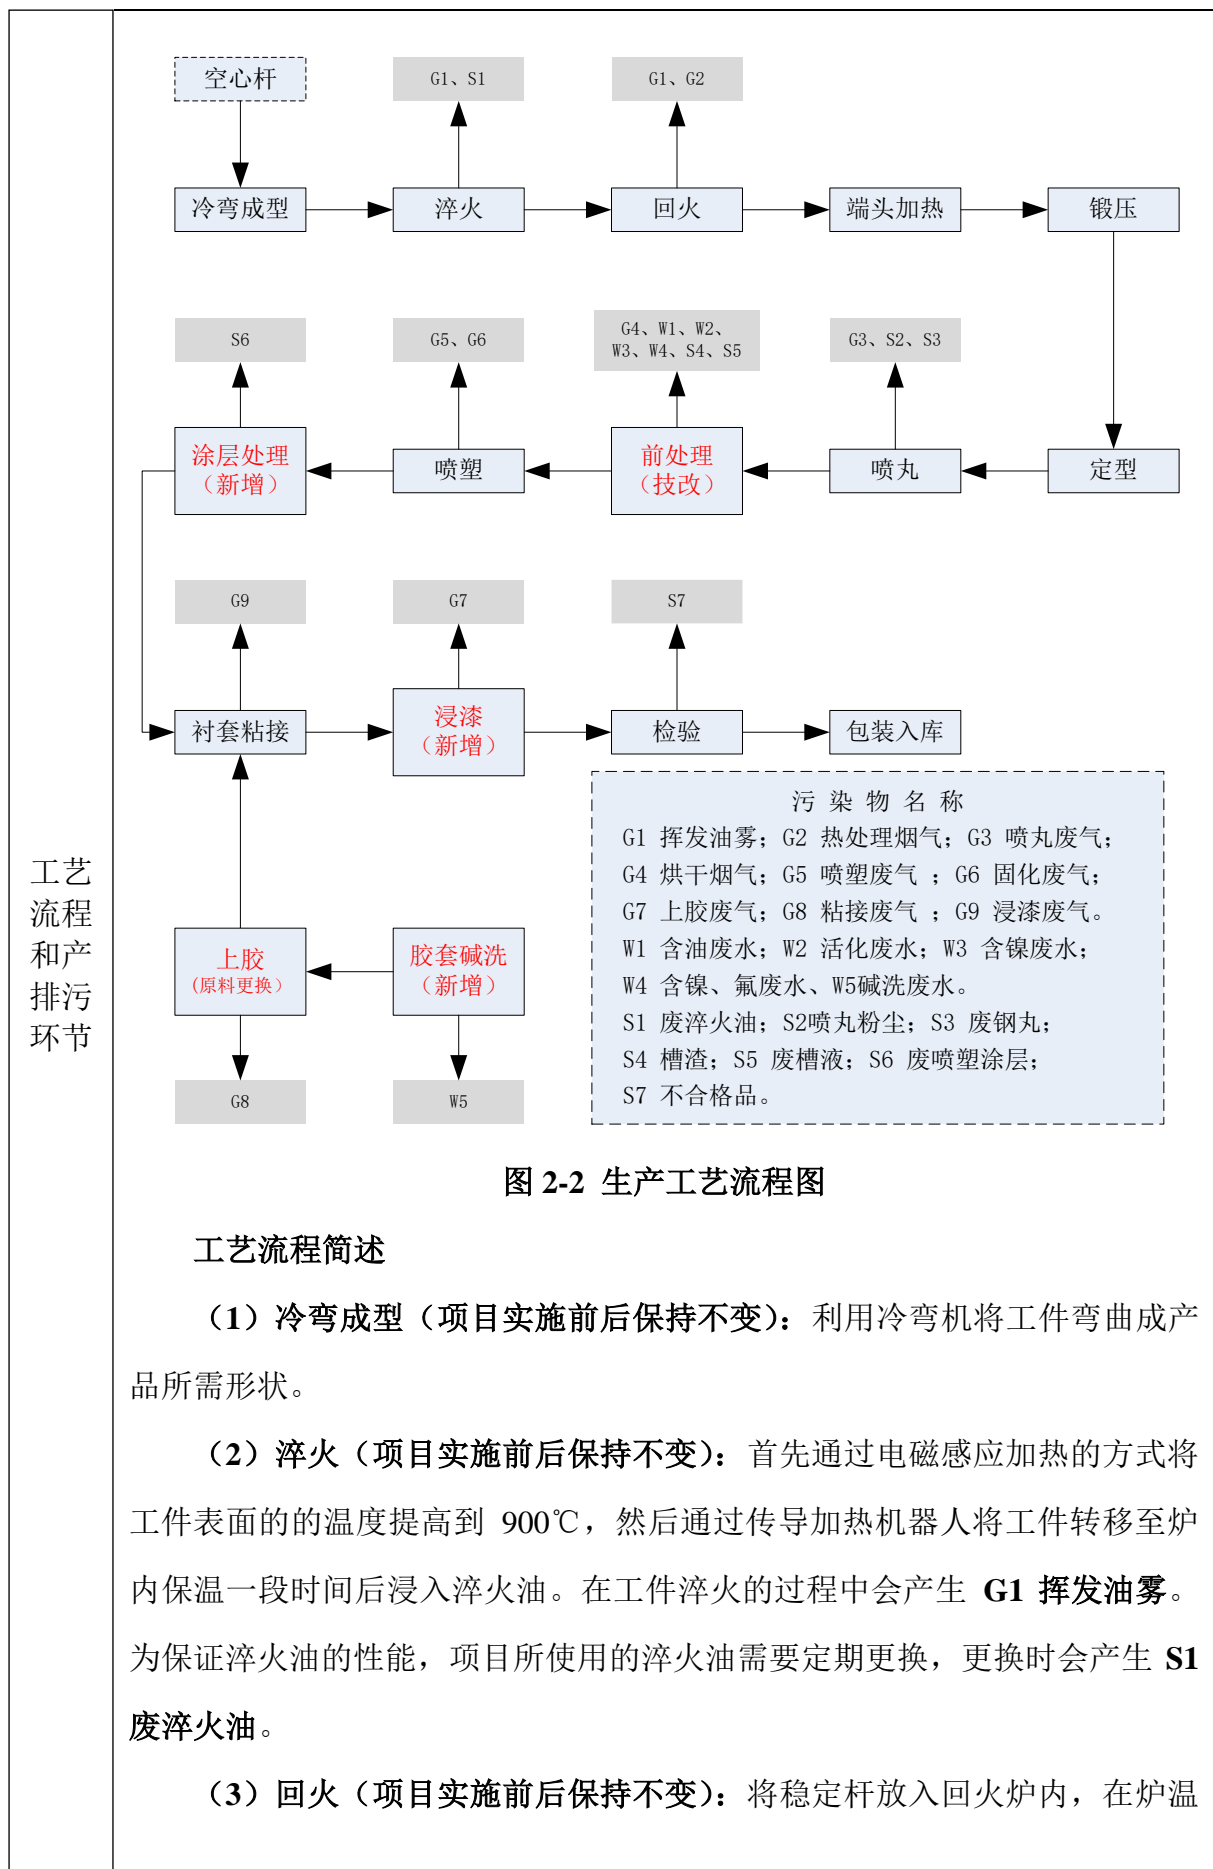 空心杆
G1、S1
G1、G2
冷弯成型
淬火
回火
端头加热
锻压
S6
G5、G6
G4、W1、W2、
W3、W4、S4、S5
G3、S2、S3
涂层处理
（新增）
喷塑
前处理
（技改）
喷丸
定型
G9
G7
S7
衬套粘接
浸漆
（新增）
检验
包装入库
污 染 物 名 称
G1 挥发油雾；G2 热处理烟气；G3 喷丸废气；
G4 烘干烟气；G5 喷塑废气 ；G6 固化废气；
G7 上胶废气；G8 粘接废气 ；G9 浸漆废气。
W1 含油废水；W2 活化废水；W3 含镍废水；
W4 含镍、氟废水、W5碱洗废水。
S1 废淬火油；S2喷丸粉尘；S3 废钢丸；
S4 槽渣；S5 废槽液；S6 废喷塑涂层；
S7 不合格品。
上胶
(原料更换)
胶套碱洗
（新增）
G8
W5
工艺
流程
和产
排污
环节
图 2-2 生产工艺流程图
工艺流程简述
（1）冷弯成型（项目实施前后保持不变）：利用冷弯机将工件弯曲成产
品所需形状。
（2）淬火（项目实施前后保持不变）：首先通过电磁感应加热的方式将
工件表面的的温度提高到 900℃，然后通过传导加热机器人将工件转移至炉
内保温一段时间后浸入淬火油。在工件淬火的过程中会产生 G1 挥发油雾。
为保证淬火油的性能，项目所使用的淬火油需要定期更换，更换时会产生 S1
废淬火油。
（3）回火（项目实施前后保持不变）：将稳定杆放入回火炉内，在炉温